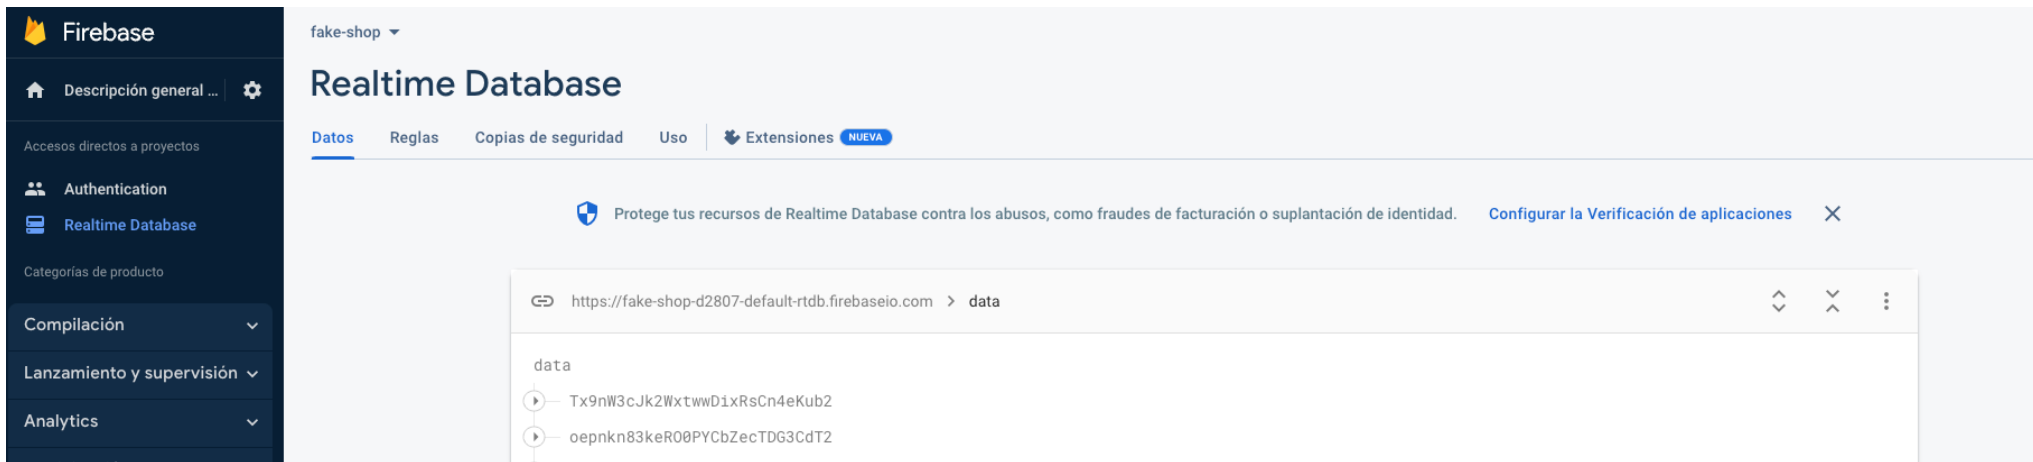 Firebase
Descripción general ...
Accesos directos a proyectos
Authentication
Realtime Database
Categorías de producto
Compilación
Lanzamiento y supervisión
Analytics
fake-shop
Realtime Database
Datos Reglas Copias de seguridad Uso Extensiones NUEVA
Protege tus recursos de Realtime Database contra los abusos, como fraudes de facturación o suplantación de identidad. Configurar la Verificación de aplicaciones
https://fake-shop-d2807-default-rtdb.firebaseio.com > data
data
Tx9nW3cJk2WxtwwDixRsCn4eKub2
oepnkn83keRO0PYCbZecTDG3CdT2